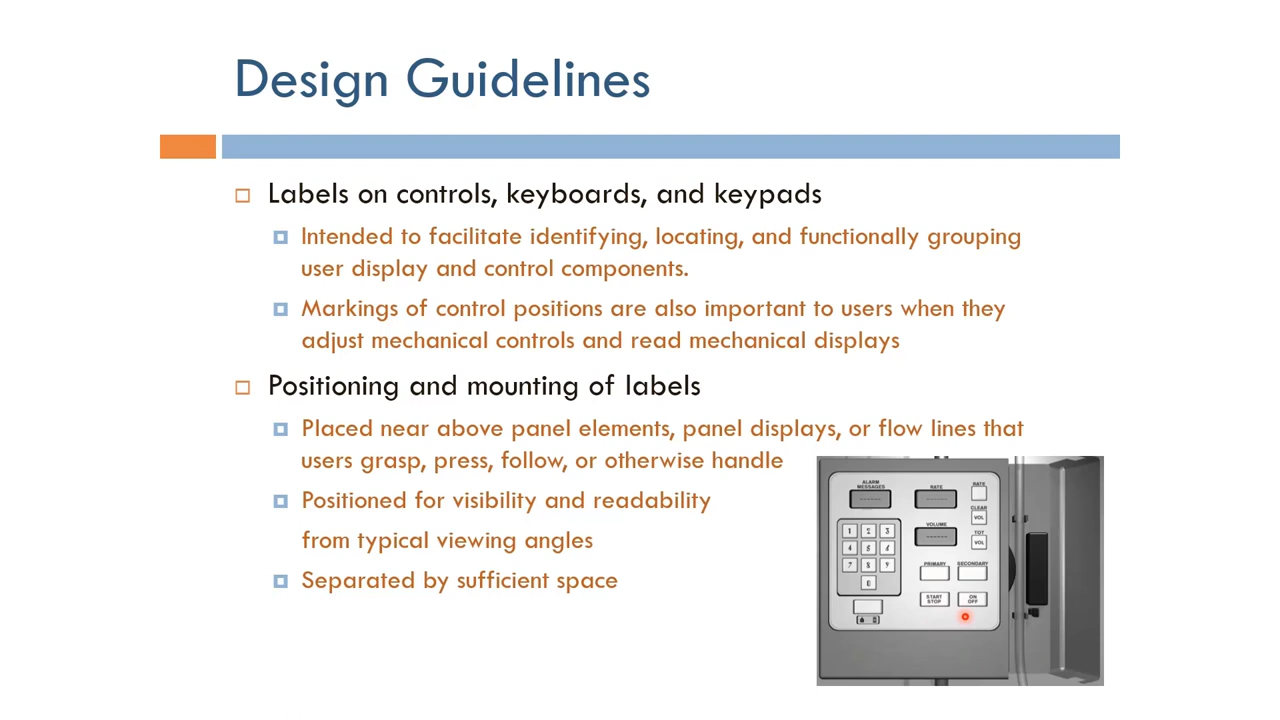 Design Guidelines
Labels on controls, keyboards, and keypads
Intended to facilitate identifying, locating, and functionally grouping
user display and control components.
Markings of control positions are also important to users when they
adjust mechanical controls and read mechanical displays
Positioning and mounting of labels
Placed near above panel elements, panel displays, or flow lines that
users grasp, press, follow, or otherwise handle
Positioned for visibility and readability
from typical viewing angles
Separated by sufficient space
ALARM
MESSAGES
RATE
RATE
CLEAR
VOL
VOLUME
TOT
VOL
1 2 3
4 5 6
7 8 9
0
PRIMARY
SECONDARY
START
STOP
ON
OFF